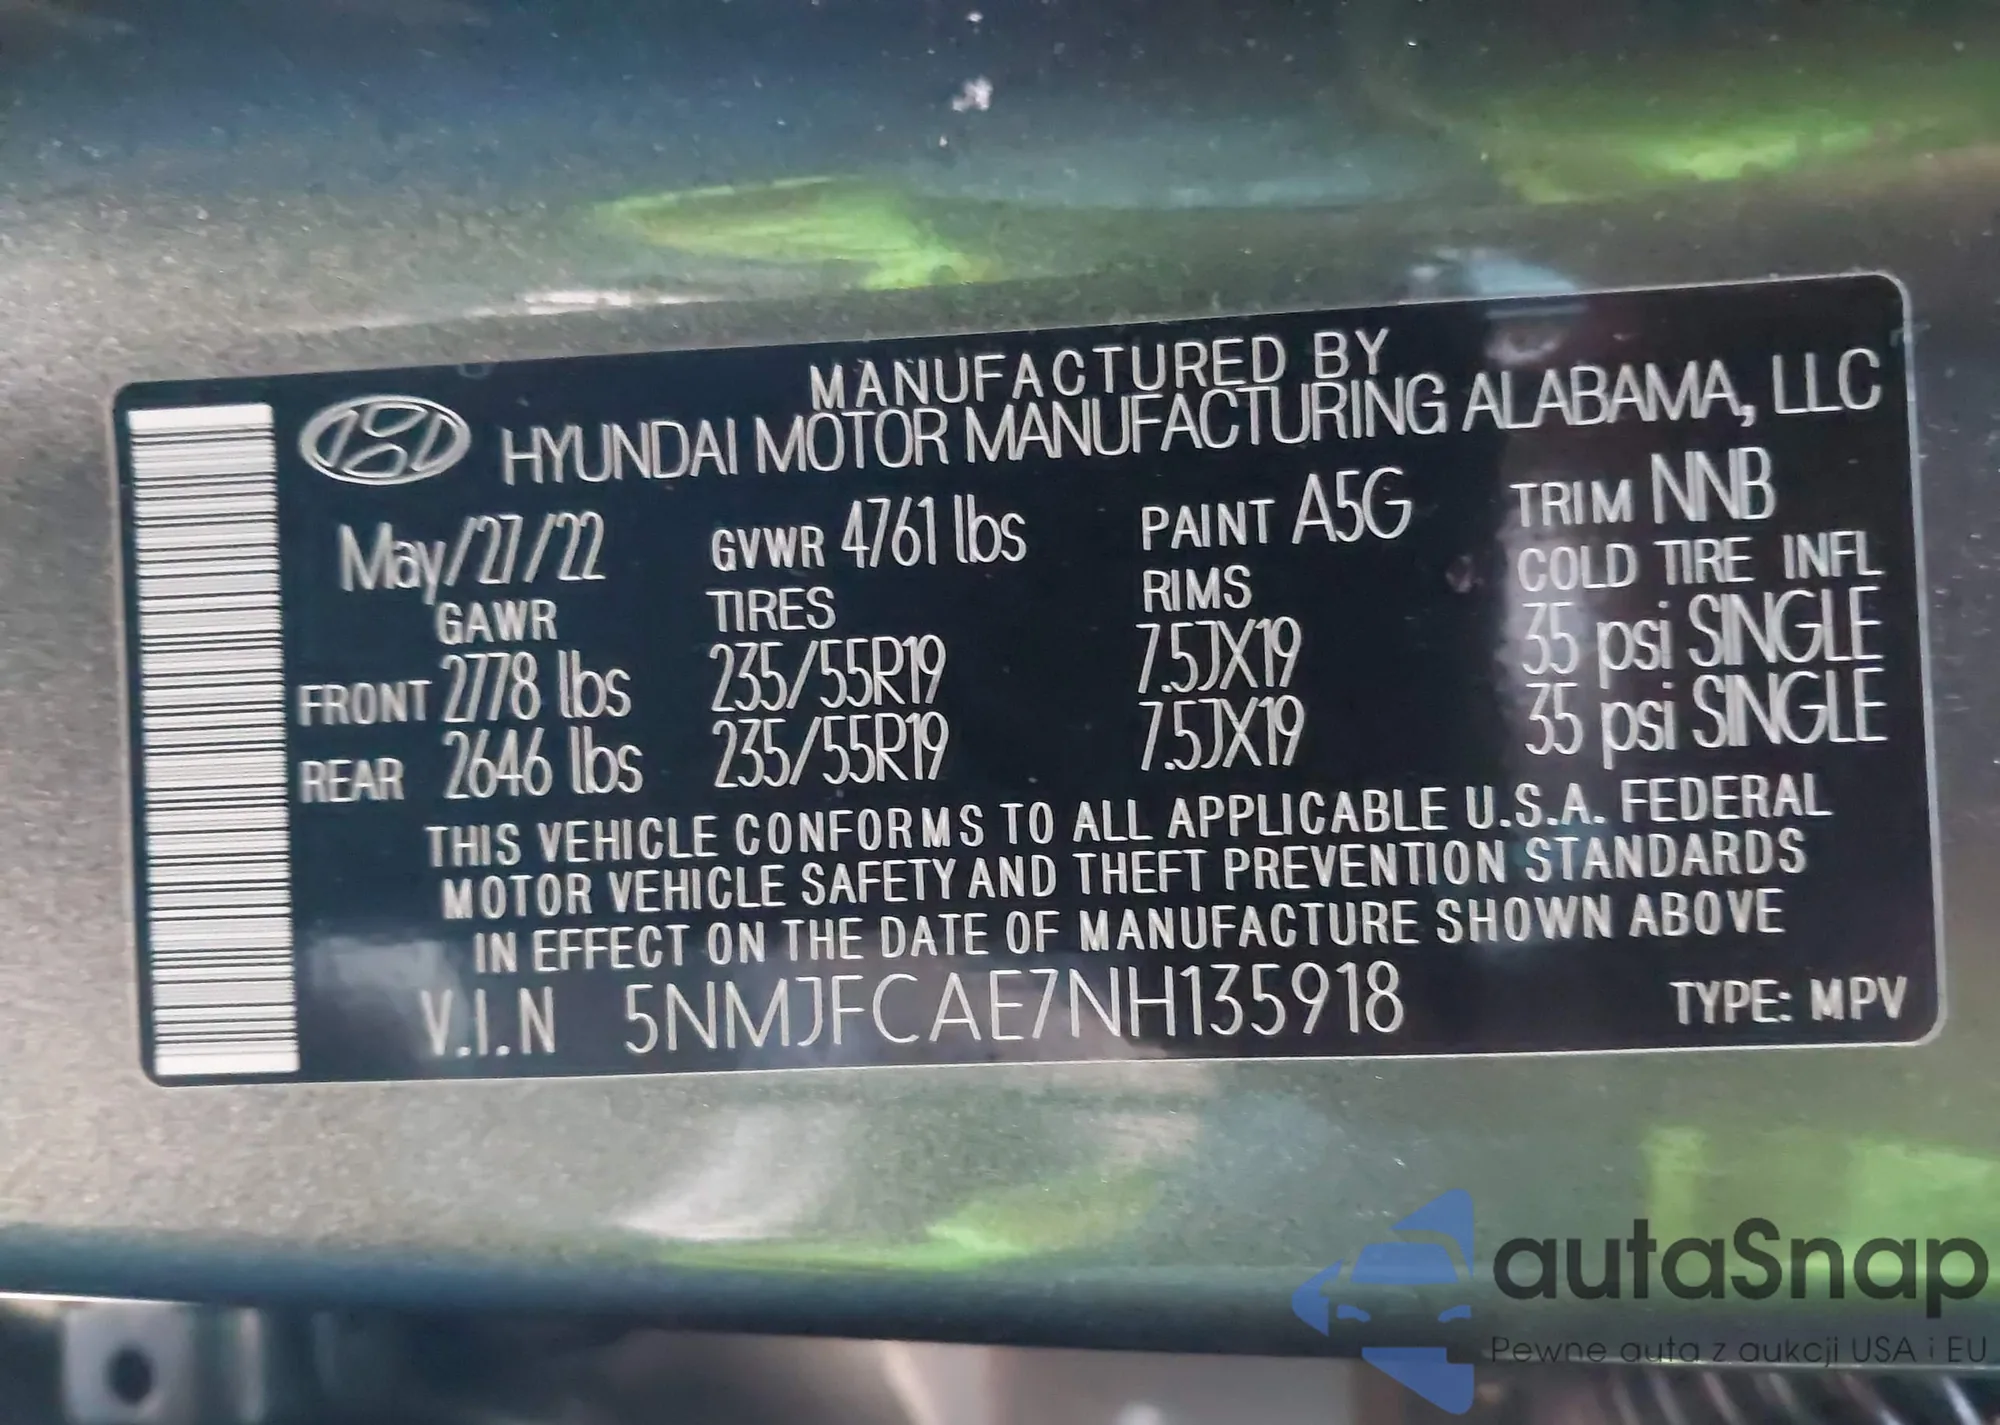 MANUFACTURED BY
HYUNDAI MOTOR MANUFACTURING ALABAMA, LLC
May/27/22 GVWR 4761 lbs PAINT A5G TRIM NNB
GAWR TIRES RIMS COLD TIRE INFL
FRONT 2778 lbs 235/55R19 7.5JX19 35 psi SINGLE
REAR 2646 lbs 235/55R19 7.5JX19 35 psi SINGLE
THIS VEHICLE CONFORMS TO ALL APPLICABLE U.S.A. FEDERAL
MOTOR VEHICLE SAFETY AND THEFT PREVENTION STANDARDS
IN EFFECT ON THE DATE OF MANUFACTURE SHOWN ABOVE
V.I.N 5NMJFCAE7NH135918 TYPE: MPV
autaSnap
Pewne auta z aukcji USA i EU